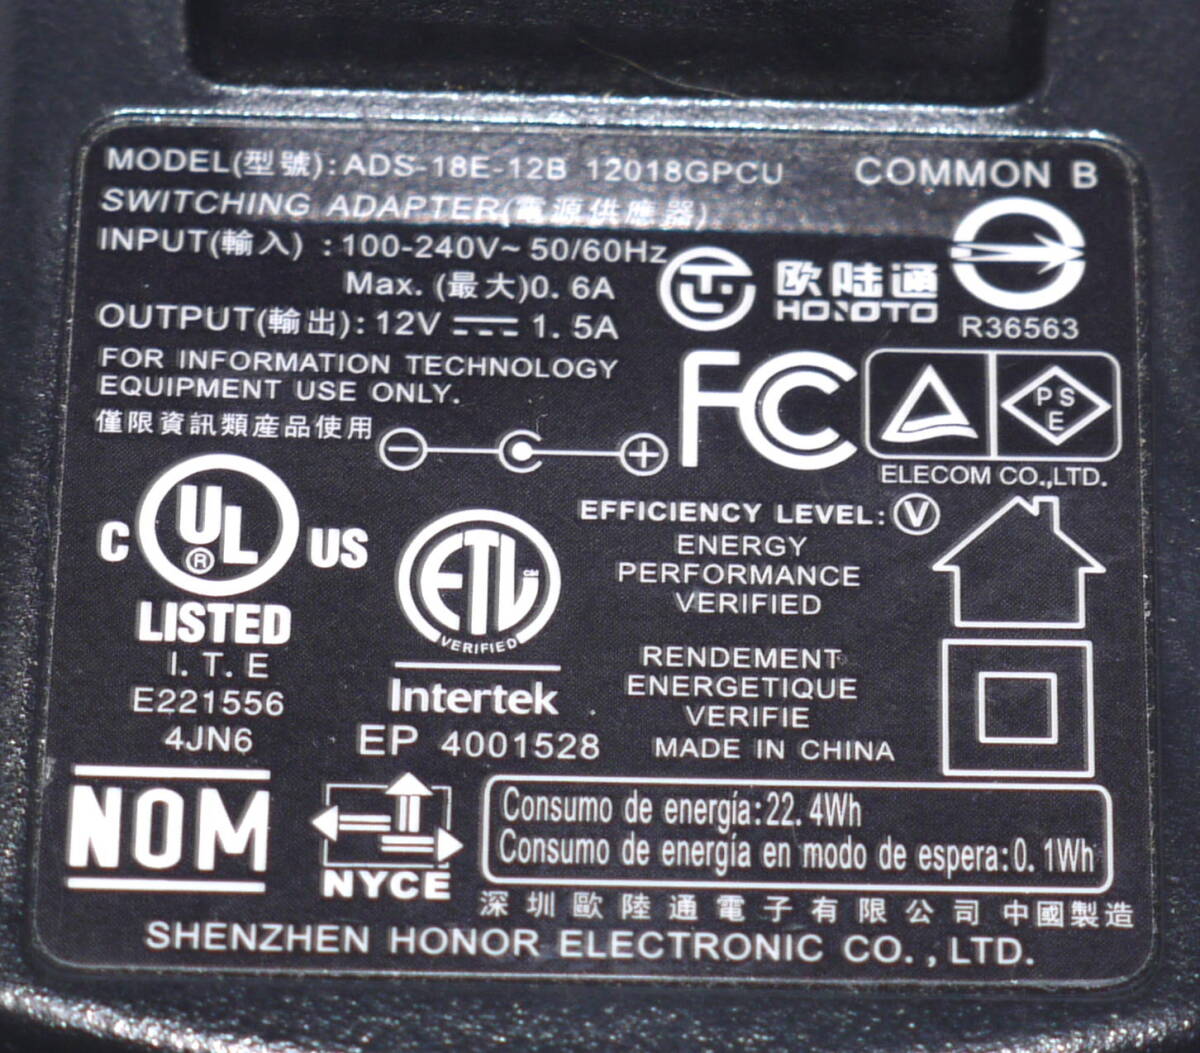 MODEL(型號):ADS-18E-12B 12018GPCU COMMON B
SWITCHING ADAPTER(電源供應器)
INPUT(輸入) :100-240V~ 50/60Hz
Max. (最大)0. 6A
欧陆通
HONOTO
R36563
OUTPUT(輸出):12V 1. 5A
FOR INFORMATION TECHNOLOGY
EQUIPMENT USE ONLY.
僅限資訊類産品使用
FC
PSE
ELECOM CO.,LTD.
C UL® US
LISTED
I. T. E
E221556
4JN6
ETL CM
VERIFIED
Intertek
EP 4001528
EFFICIENCY LEVEL: V
ENERGY
PERFORMANCE
VERIFIED
RENDEMENT
ENERGETIQUE
VERIFIE
MADE IN CHINA
NOM
NYCE
Consumo de energía:22. 4Wh
Consumo de energía en modo de espera:0. 1Wh
深圳歐陸通電子有限公司 中國製造
SHENZHEN HONOR ELECTRONIC CO. , LTD.